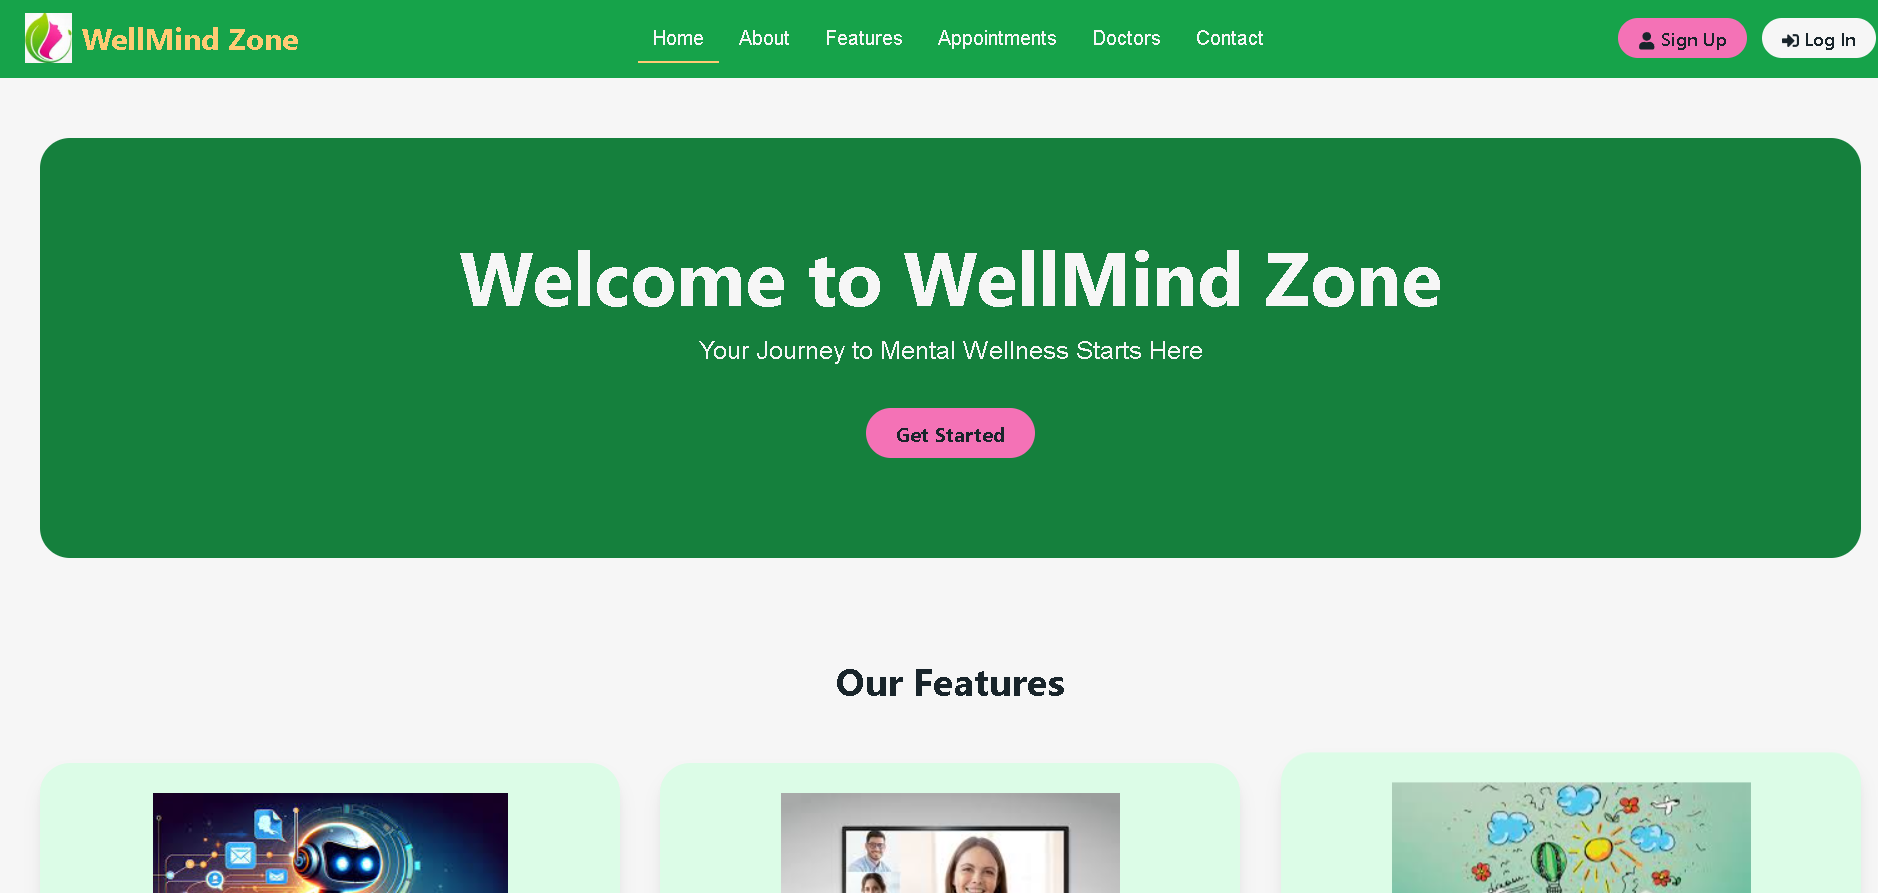 WellMind Zone
Home About Features Appointments Doctors Contact
Sign Up Log In
Welcome to WellMind Zone
Your Journey to Mental Wellness Starts Here
Get Started
Our Features
dream